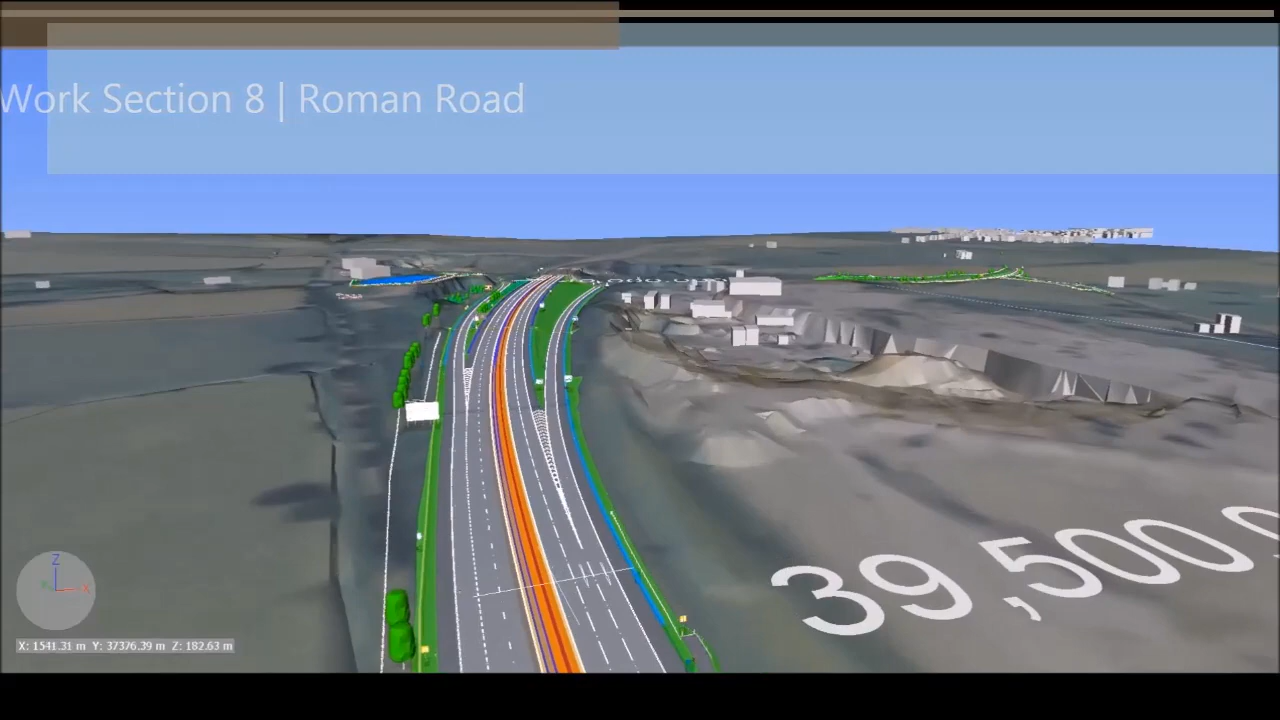 Work Section 8 | Roman Road
39,500
Z
X
X: 1541.31 m Y: 37376.39 m Z: 182.63 m